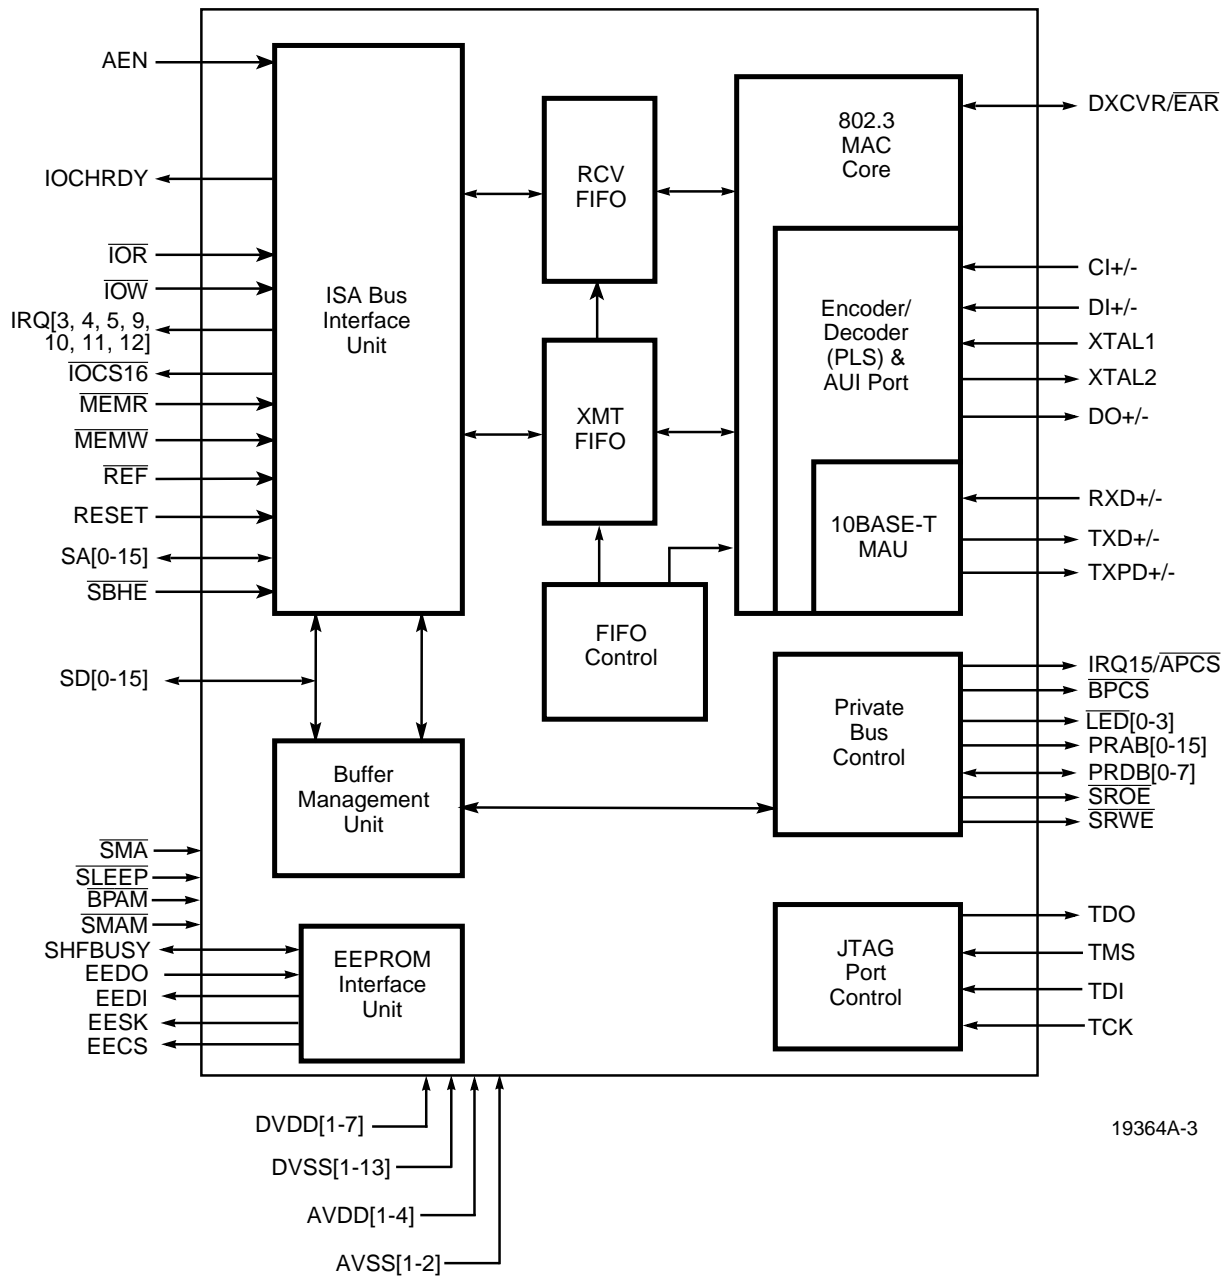 AEN
IOCHRDY
IOR
IOW
IRQ[3, 4, 5, 9,
10, 11, 12]
IOCS16
MEMR
MEMW
REF
RESET
SA[0-15]
SBHE
SD[0-15]
SMA
SLEEP
BPAM
SMAM
SHFBUSY
EEDO
EEDI
EESK
EECS
ISA Bus
Interface
Unit
RCV
FIFO
XMT
FIFO
FIFO
Control
Buffer
Management
Unit
EEPROM
Interface
Unit
802.3
MAC
Core
Encoder/
Decoder
(PLS) &
AUI Port
10BASE-T
MAU
Private
Bus
Control
JTAG
Port
Control
DXCVR/EAR
CI+/-
DI+/-
XTAL1
XTAL2
DO+/-
RXD+/-
TXD+/-
TXPD+/-
IRQ15/APCS
BPCS
LED[0-3]
PRAB[0-15]
PRDB[0-7]
SROE
SRWE
TDO
TMS
TDI
TCK
DVDD[1-7]
DVSS[1-13]
AVDD[1-4]
AVSS[1-2]
19364A-3